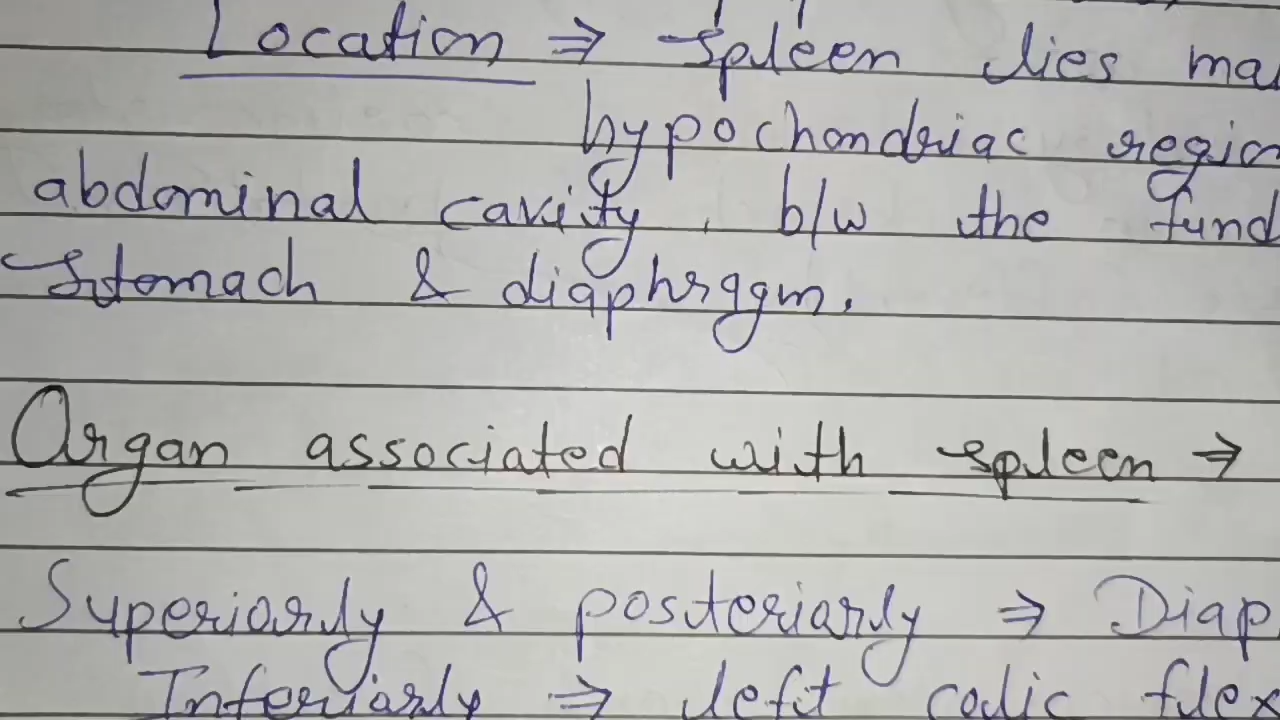 Location ⇒ Spleen lies ma
hypochondriac region
abdominal cavity, b/w the fund
Stomach & diaphragm.
Organ associated with spleen ⇒
Superiorly & posteriorly ⇒ Diap
Inferiorly ⇒ left colic flex